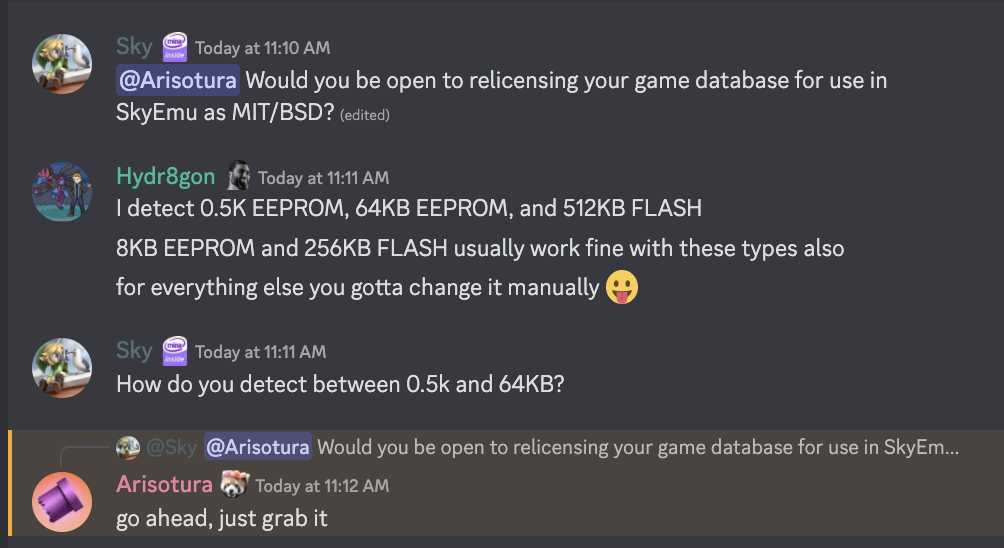 Sky ming inside Today at 11:10 AM
@Arisotura Would you be open to relicensing your game database for use in
SkyEmu as MIT/BSD? (edited)
Hydr8gon Today at 11:11 AM
I detect 0.5K EEPROM, 64KB EEPROM, and 512KB FLASH
8KB EEPROM and 256KB FLASH usually work fine with these types also
for everything else you gotta change it manually 😛
Sky ming inside Today at 11:11 AM
How do you detect between 0.5k and 64KB?
@Sky @Arisotura Would you be open to relicensing your game database for use in SkyEm...
Arisotura Today at 11:12 AM
go ahead, just grab it